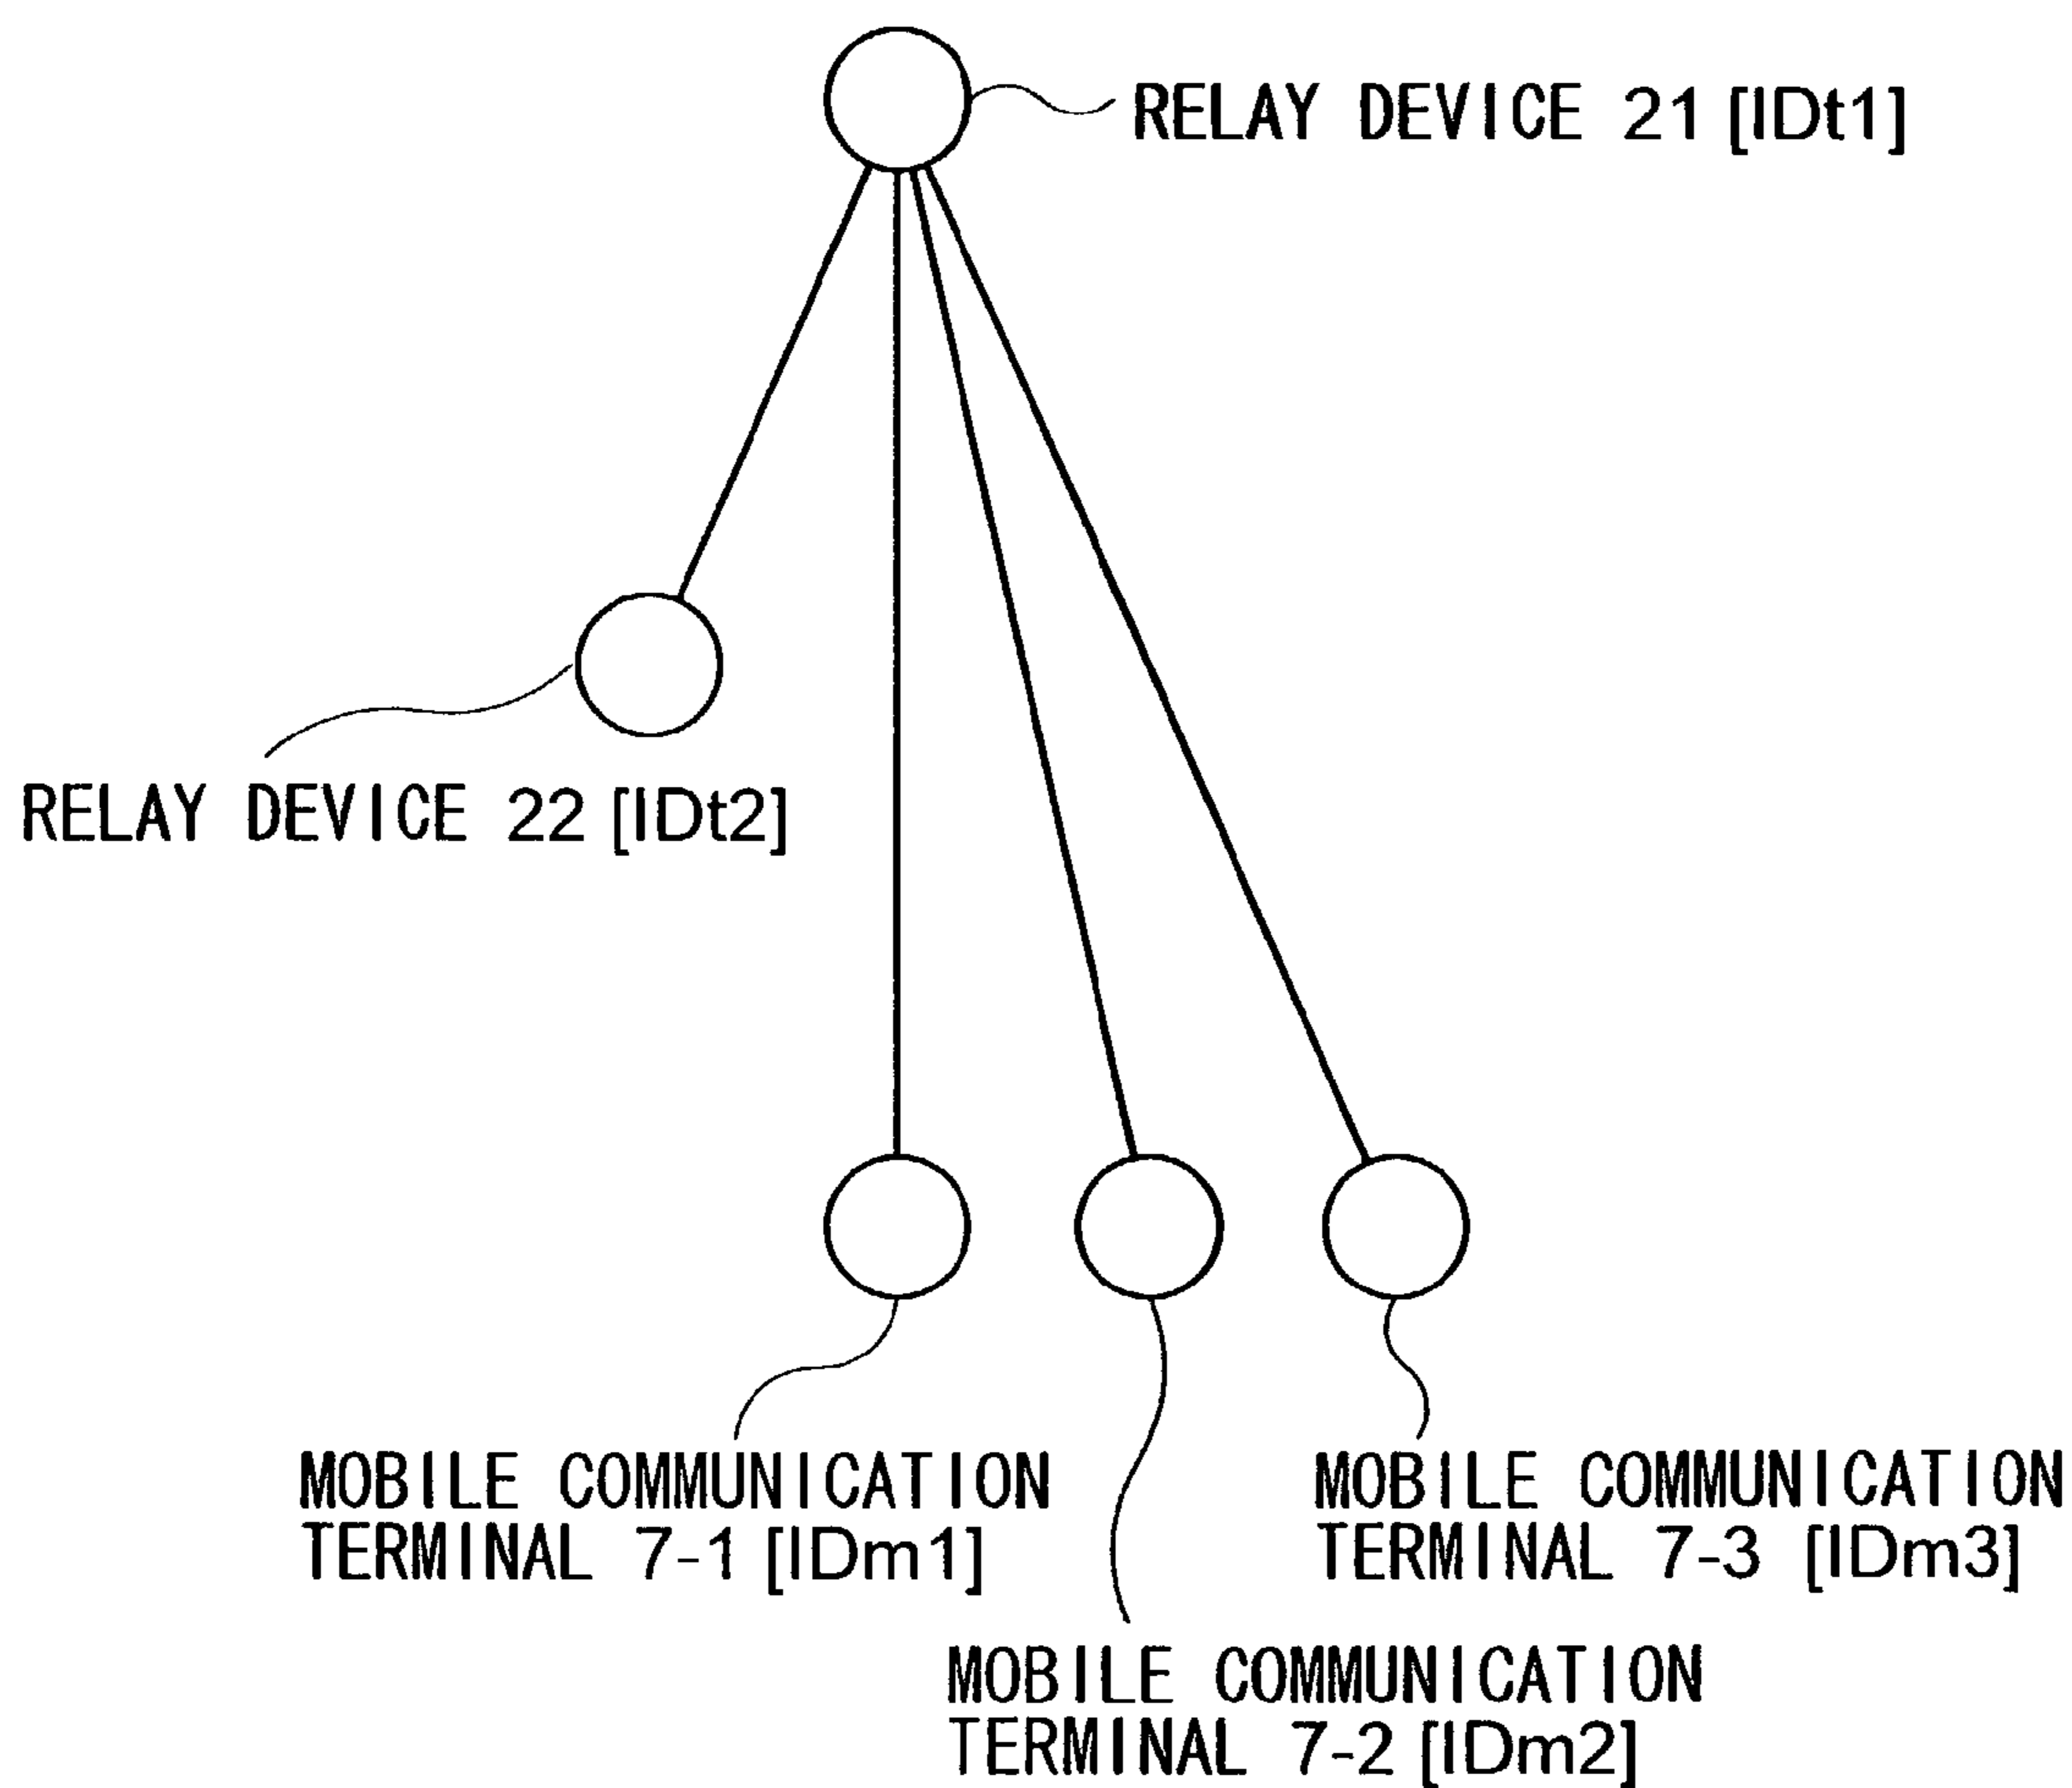 RELAY DEVICE 21 [IDt1]
RELAY DEVICE 22 [IDt2]
MOBILE COMMUNICATION
TERMINAL 7-1 [IDm1]
MOBILE COMMUNICATION
TERMINAL 7-3 [IDm3]
MOBILE COMMUNICATION
TERMINAL 7-2 [IDm2]